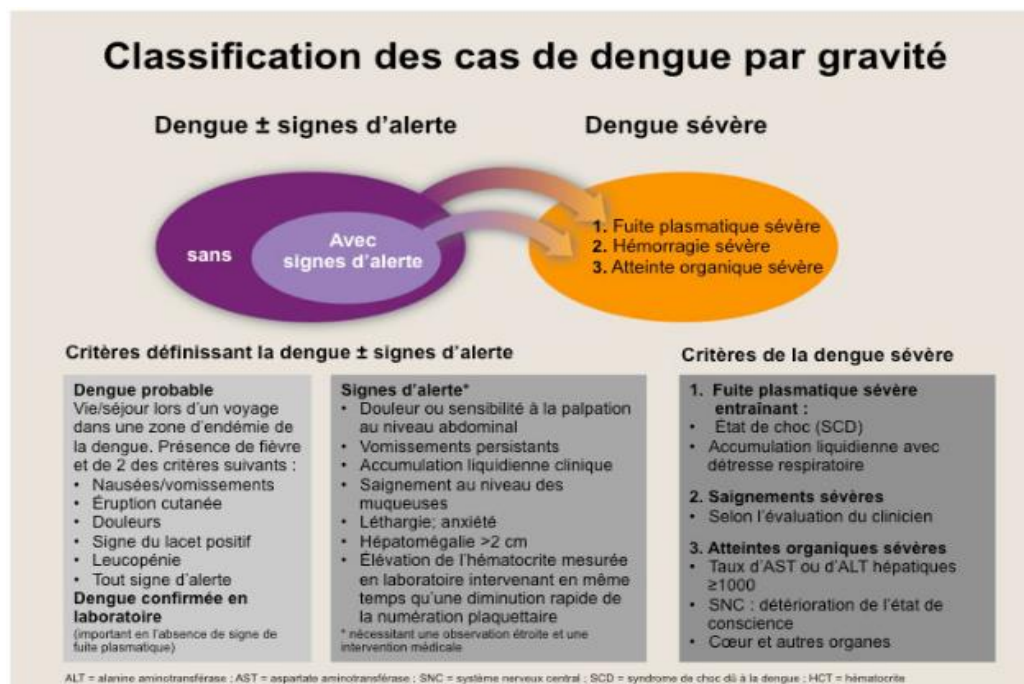 Classification des cas de dengue par gravité
Dengue ± signes d'alerte
Dengue sévère
sans
Avec
signes d'alerte
1. Fuite plasmatique sévère
2. Hémorragie sévère
3. Atteinte organique sévère
Critères définissant la dengue ± signes d'alerte
Dengue probable
Vie/séjour lors d'un voyage
dans une zone d'endémie de
la dengue. Présence de fièvre
et de 2 des critères suivants :
• Nausées/vomissements
• Éruption cutanée
• Douleurs
• Signe du lacet positif
• Leucopénie
• Tout signe d'alerte
Dengue confirmée en
laboratoire
(important en l'absence de signe de
fuite plasmatique)
Signes d'alerte*
• Douleur ou sensibilité à la palpation
au niveau abdominal
• Vomissements persistants
• Accumulation liquidienne clinique
• Saignement au niveau des
muqueuses
• Léthargie; anxiété
• Hépatomégalie >2 cm
• Élévation de l'hématocrite mesurée
en laboratoire intervenant en même
temps qu'une diminution rapide de
la numération plaquettaire
* nécessitant une observation étroite et une
intervention médicale
Critères de la dengue sévère
1. Fuite plasmatique sévère
entraînant :
• État de choc (SCD)
• Accumulation liquidienne avec
détresse respiratoire
2. Saignements sévères
• Selon l'évaluation du clinicien
3. Atteintes organiques sévères
• Taux d'AST ou d'ALT hépatiques
≥1000
• SNC : détérioration de l'état de
conscience
• Cœur et autres organes
ALT = alanine aminotransférase ; AST = aspartate aminotransférase ; SNC = système nerveux central ; SCD = syndrome de choc dû à la dengue ; HCT = hématocrite